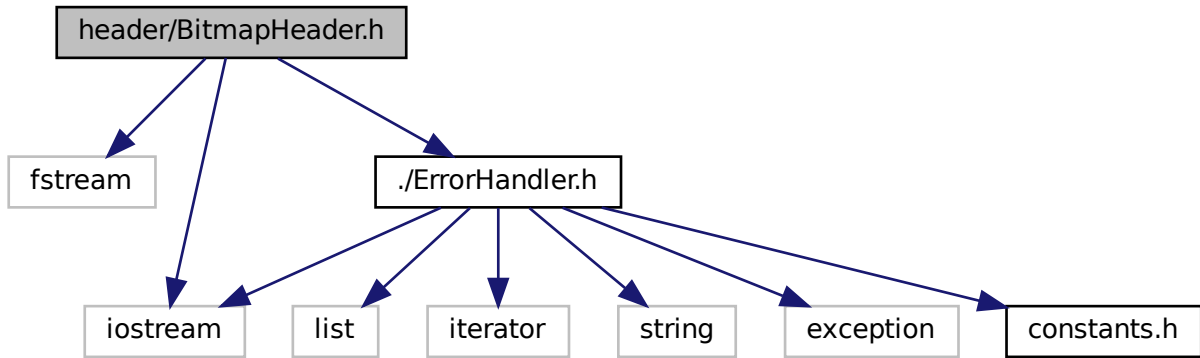 header/BitmapHeader.h
fstream
./ErrorHandler.h
iostream
list
iterator
string
exception
constants.h